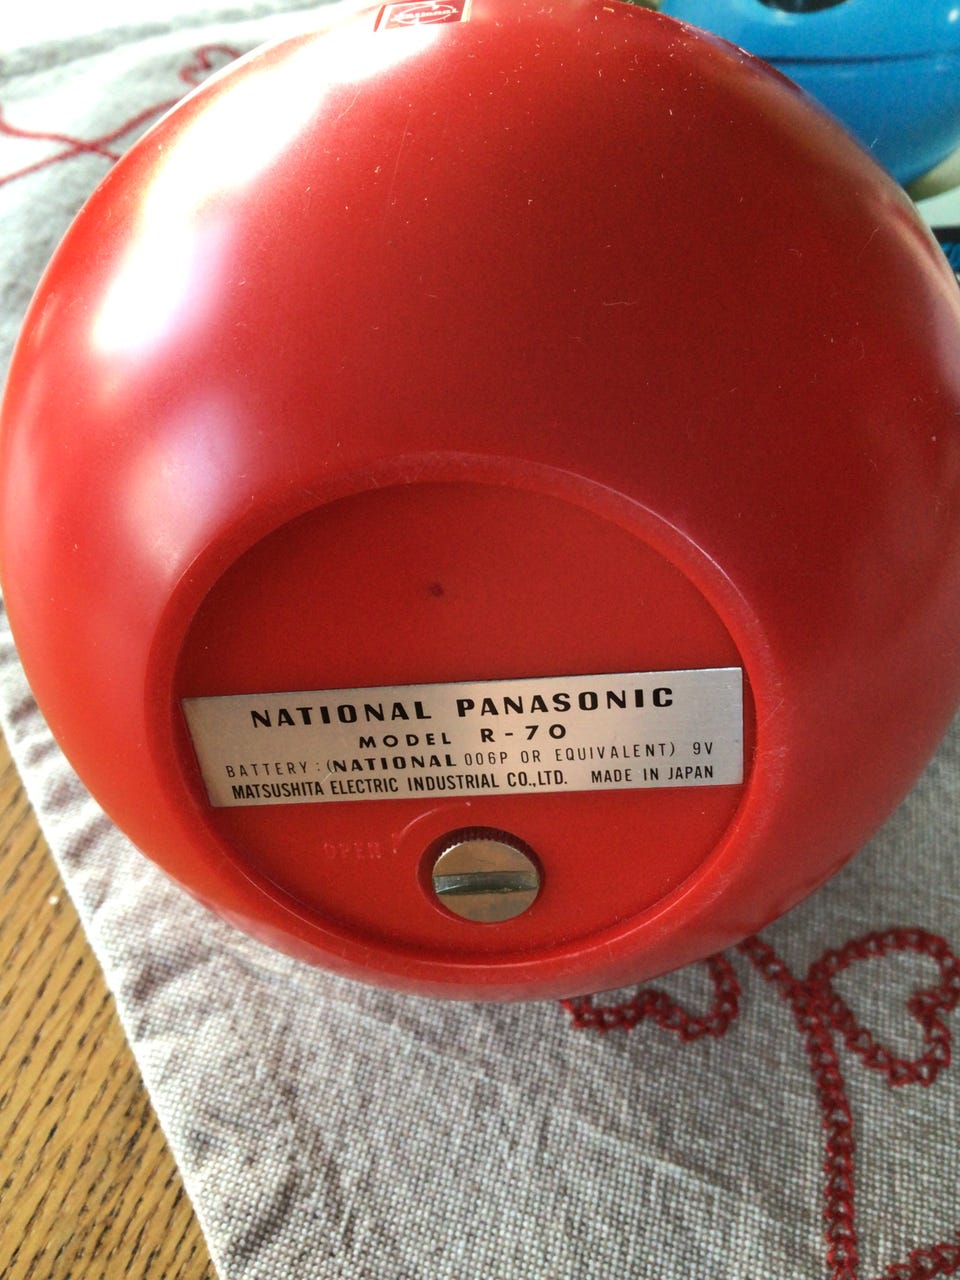 National
NATIONAL PANASONIC
MODEL R-70
BATTERY: (NATIONAL 006P OR EQUIVALENT) 9V
MATSUSHITA ELECTRIC INDUSTRIAL CO.,LTD. MADE IN JAPAN
OPEN